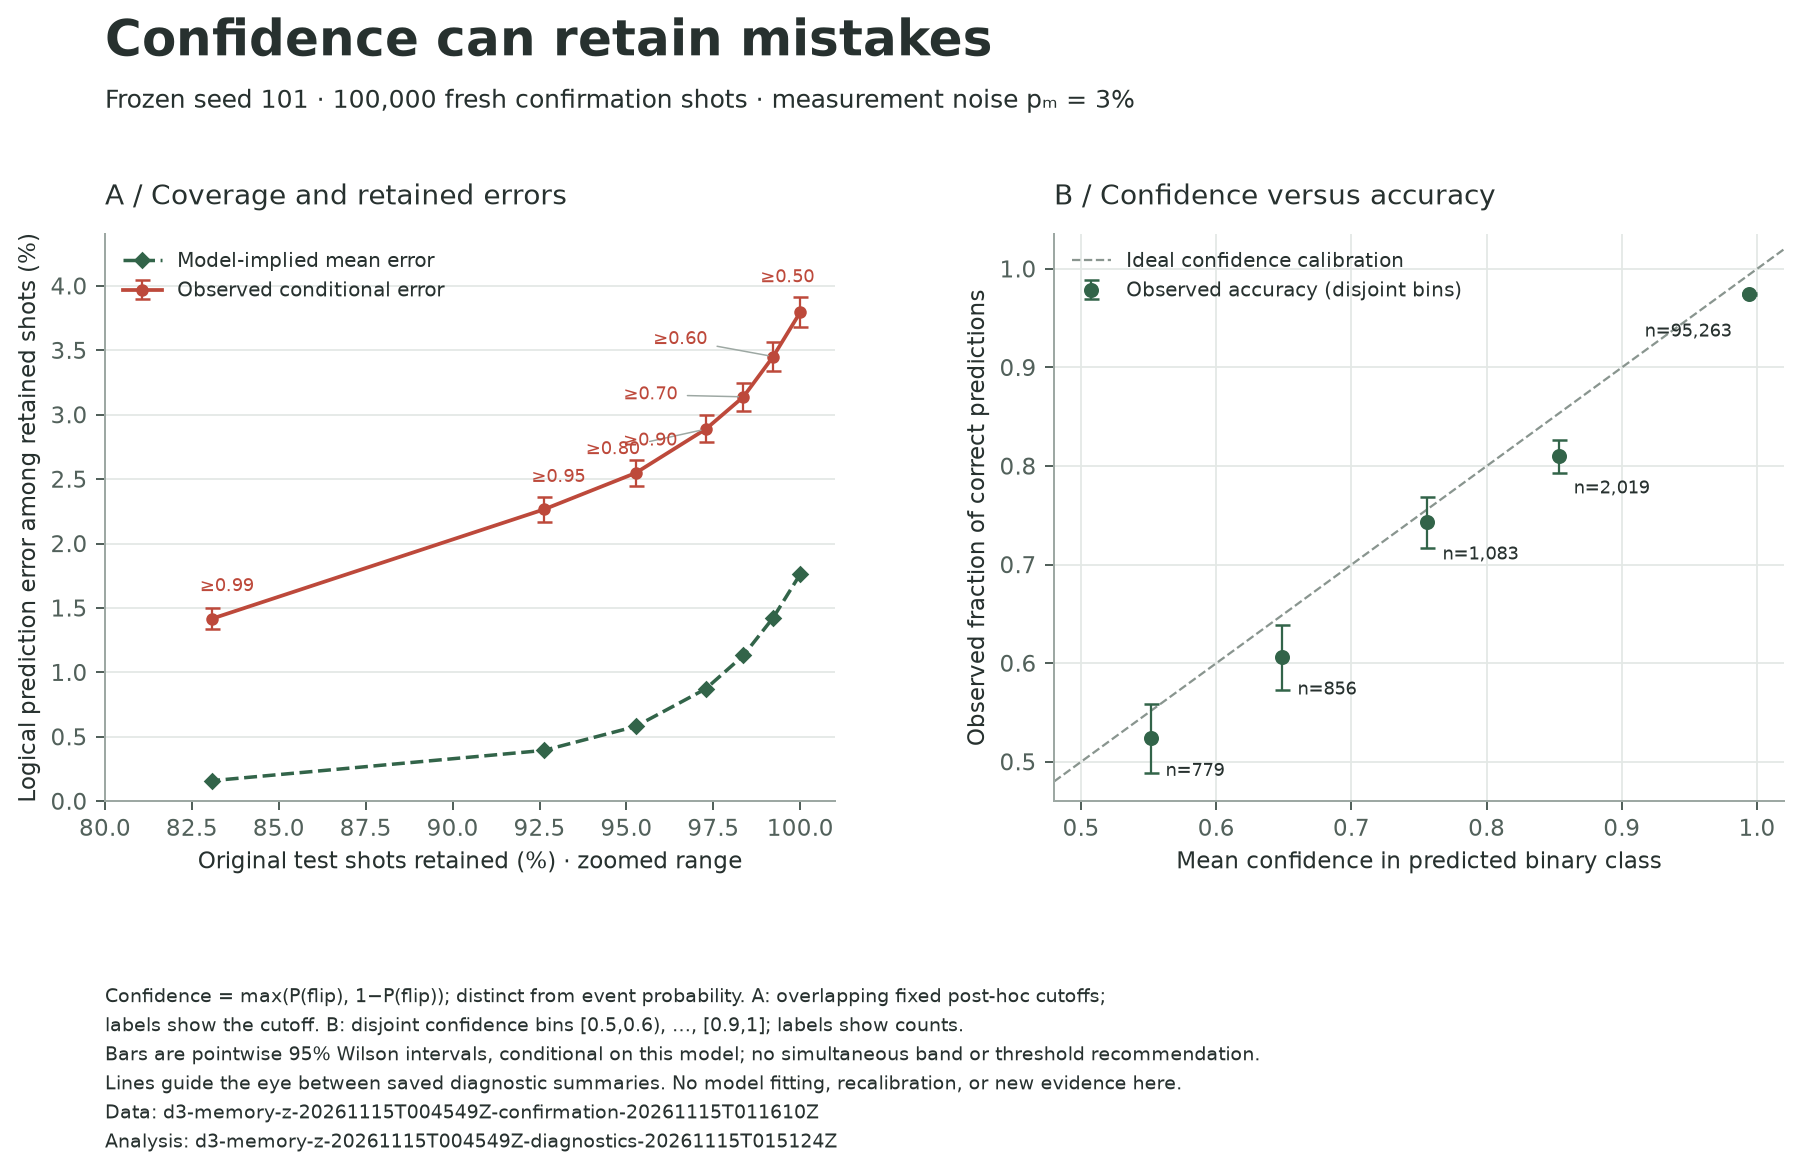 Confidence can retain mistakes
Frozen seed 101 · 100,000 fresh confirmation shots · measurement noise pₘ = 3%
A / Coverage and retained errors
Logical prediction error among retained shots (%)
Model-implied mean error
Observed conditional error
4.0
3.5
3.0
2.5
2.0
1.5
1.0
0.5
0.0
≥0.50
≥0.60
≥0.70
≥0.90
≥0.80
≥0.95
≥0.99
80.0 82.5 85.0 87.5 90.0 92.5 95.0 97.5 100.0
Original test shots retained (%) · zoomed range
B / Confidence versus accuracy
Observed fraction of correct predictions
Ideal confidence calibration
Observed accuracy (disjoint bins)
1.0
0.9
0.8
0.7
0.6
0.5
n=95,263
n=2,019
n=1,083
n=856
n=779
0.5 0.6 0.7 0.8 0.9 1.0
Mean confidence in predicted binary class
Confidence = max(P(flip), 1−P(flip)); distinct from event probability. A: overlapping fixed post-hoc cutoffs;
labels show the cutoff. B: disjoint confidence bins [0.5,0.6), …, [0.9,1]; labels show counts.
Bars are pointwise 95% Wilson intervals, conditional on this model; no simultaneous band or threshold recommendation.
Lines guide the eye between saved diagnostic summaries. No model fitting, recalibration, or new evidence here.
Data: d3-memory-z-20261115T004549Z-confirmation-20261115T011610Z
Analysis: d3-memory-z-20261115T004549Z-diagnostics-20261115T015124Z